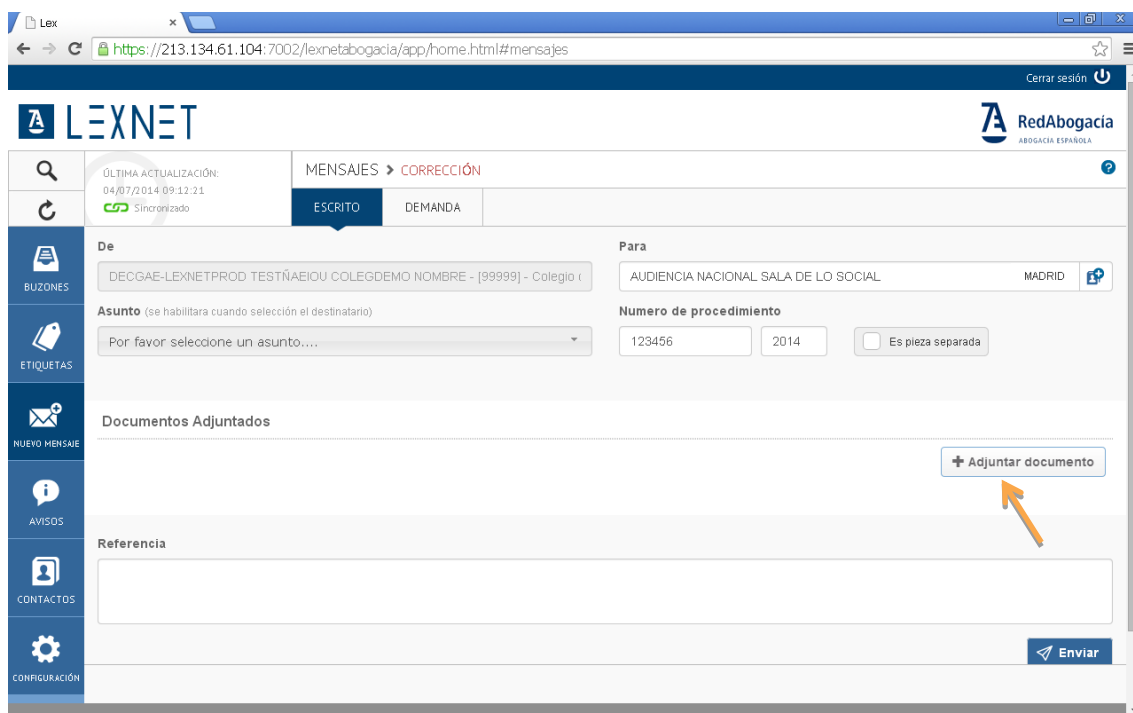 Lex
https://213.134.61.104:7002/lexnetabogacia/app/home.html#mensajes
Cerrar sesión
LEXNET
RedAbogacía
ABOGACÍA ESPAÑOLA
ÚLTIMA ACTUALIZACIÓN:
04/07/2014 09:12:21
Sincronizado
MENSAJES > CORRECCIÓN
ESCRITO DEMANDA
BUZONES
ETIQUETAS
NUEVO MENSAJE
AVISOS
CONTACTOS
CONFIGURACIÓN
De
DECGAE-LEXNETPROD TESTÑAEIOU COLEGDEMO NOMBRE - [99999] - Colegio (
Para
AUDIENCIA NACIONAL SALA DE LO SOCIAL MADRID
Asunto (se habilitara cuando selección el destinatario)
Por favor seleccione un asunto....
Numero de procedimiento
123456 2014 Es pieza separada
Documentos Adjuntados
+ Adjuntar documento
Referencia
Enviar